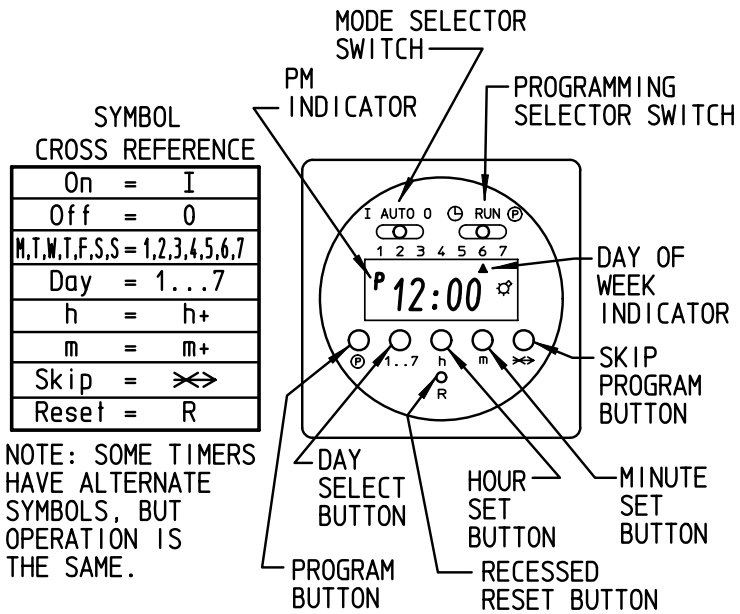 MODE SELECTOR
SWITCH
PM
INDICATOR
PROGRAMMING
SELECTOR SWITCH
SYMBOL
CROSS REFERENCE
On = I
Off = 0
M,T,W,T,F,S,S = 1,2,3,4,5,6,7
Day = 1...7
h = h+
m = m+
Skip =
Reset = R
NOTE: SOME TIMERS
HAVE ALTERNATE
SYMBOLS, BUT
OPERATION IS
THE SAME.
I AUTO 0 RUN Ⓟ
1 2 3 4 5 6 7
P 12:00
Ⓟ 1..7 h m
R
DAY OF
WEEK
INDICATOR
SKIP
PROGRAM
BUTTON
DAY
SELECT
BUTTON
HOUR
SET
BUTTON
MINUTE
SET
BUTTON
PROGRAM
BUTTON
RECESSED
RESET BUTTON